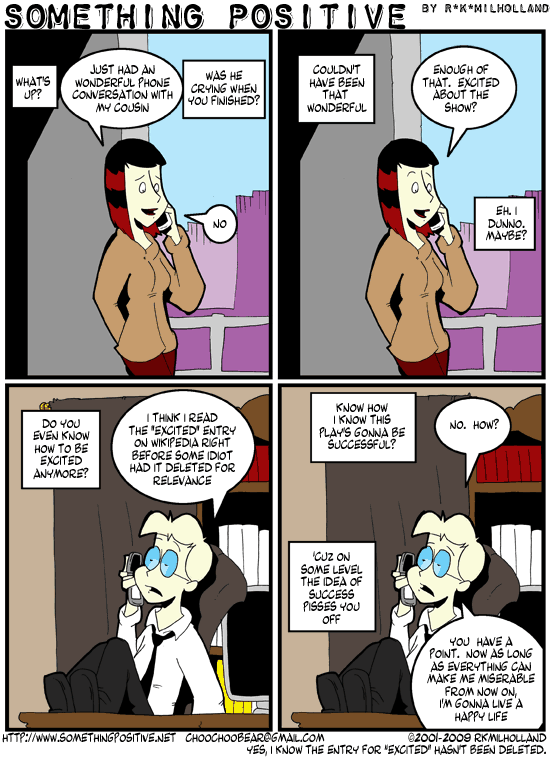 SOMETHING POSITIVE BY R*K*MILHOLLAND
WHAT'S
UP?
JUST HAD AN
WONDERFUL PHONE
CONVERSATION WITH
MY COUSIN
WAS HE
CRYING WHEN
YOU FINISHED?
NO
COULDN'T
HAVE BEEN
THAT
WONDERFUL
ENOUGH OF
THAT. EXCITED
ABOUT THE
SHOW?
EH. I
DUNNO.
MAYBE?
DO YOU
EVEN KNOW
HOW TO BE
EXCITED
ANYMORE?
I THINK I READ
THE "EXCITED" ENTRY
ON WIKIPEDIA RIGHT
BEFORE SOME IDIOT
HAD IT DELETED FOR
RELEVANCE
KNOW HOW
I KNOW THIS
PLAY'S GONNA BE
SUCCESSFUL?
NO. HOW?
'CUZ ON
SOME LEVEL
THE IDEA OF
SUCCESS
PISSES YOU
OFF
YOU HAVE A
POINT. NOW AS LONG
AS EVERYTHING CAN
MAKE ME MISERABLE
FROM NOW ON,
I'M GONNA LIVE A
HAPPY LIFE
HTTP://WWW.SOMETHINGPOSITIVE.NET CHOOCHOOBEAR@GMAIL.COM ©2001-2009 RKMILHOLLAND
YES, I KNOW THE ENTRY FOR "EXCITED" HASN'T BEEN DELETED.